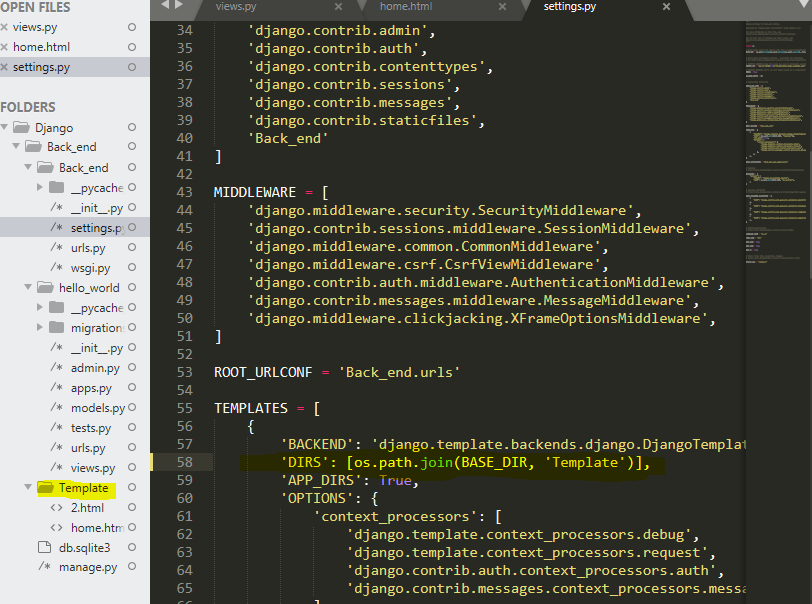 OPEN FILES
× views.py
× home.html
× settings.py
FOLDERS
Django
Back_end
Back_end
__pycache
/* __init__.py
/* settings.py
/* urls.py
/* wsgi.py
hello_world
__pycache
migration
/* __init__.py
/* admin.py
/* apps.py
/* models.py
/* tests.py
/* urls.py
/* views.py
Template
<> 2.html
<> home.htm
db.sqlite3
/* manage.py
views.py × home.html × settings.py ×
34 'django.contrib.admin',
35 'django.contrib.auth',
36 'django.contrib.contenttypes',
37 'django.contrib.sessions',
38 'django.contrib.messages',
39 'django.contrib.staticfiles',
40 'Back_end'
41 ]
42
43 MIDDLEWARE = [
44 'django.middleware.security.SecurityMiddleware',
45 'django.contrib.sessions.middleware.SessionMiddleware',
46 'django.middleware.common.CommonMiddleware',
47 'django.middleware.csrf.CsrfViewMiddleware',
48 'django.contrib.auth.middleware.AuthenticationMiddleware',
49 'django.contrib.messages.middleware.MessageMiddleware',
50 'django.middleware.clickjacking.XFrameOptionsMiddleware',
51 ]
52
53 ROOT_URLCONF = 'Back_end.urls'
54
55 TEMPLATES = [
56 {
57 'BACKEND': 'django.template.backends.django.DjangoTemplat
58 'DIRS': [os.path.join(BASE_DIR, 'Template')],
59 'APP_DIRS': True,
60 'OPTIONS': {
61 'context_processors': [
62 'django.template.context_processors.debug',
63 'django.template.context_processors.request',
64 'django.contrib.auth.context_processors.auth',
65 'django.contrib.messages.context_processors.messa
66 ]